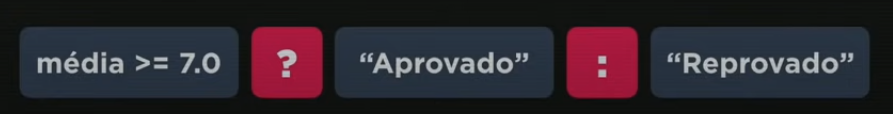 média >= 7.0 ? “Aprovado” : “Reprovado”